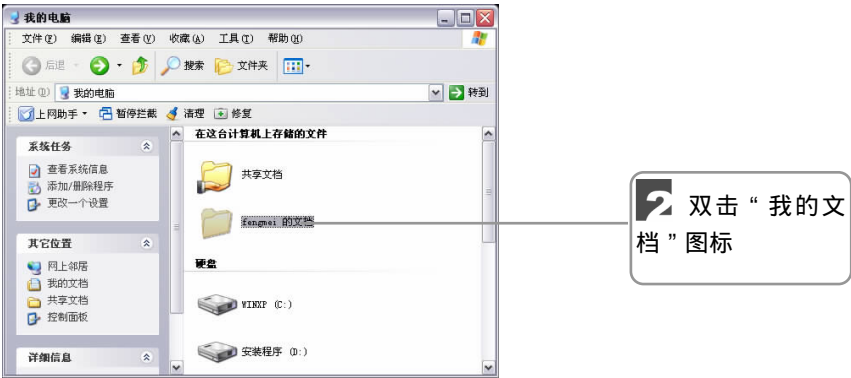 我的电脑
文件(F) 编辑(E) 查看(V) 收藏(A) 工具(T) 帮助(H)
后退 搜索 文件夹
地址(D) 我的电脑 转到
上网助手 暂停拦截 清理 修复
系统任务
查看系统信息
添加/删除程序
更改一个设置
其它位置
网上邻居
我的文档
共享文档
控制面板
详细信息
在这台计算机上存储的文件
共享文档
fengmei 的文档
硬盘
WINXP (C:)
安装程序 (D:)
2 双击“我的文
档”图标